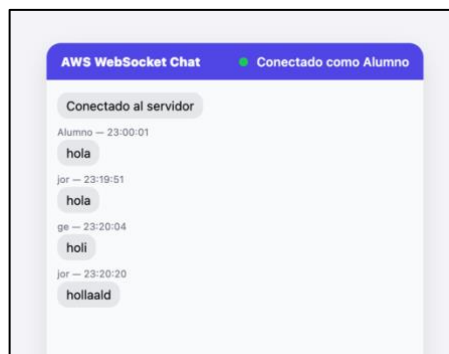 AWS WebSocket Chat
Conectado como Alumno
Conectado al servidor
Alumno — 23:00:01
hola
jor — 23:19:51
hola
ge — 23:20:04
holi
jor — 23:20:20
hollaald